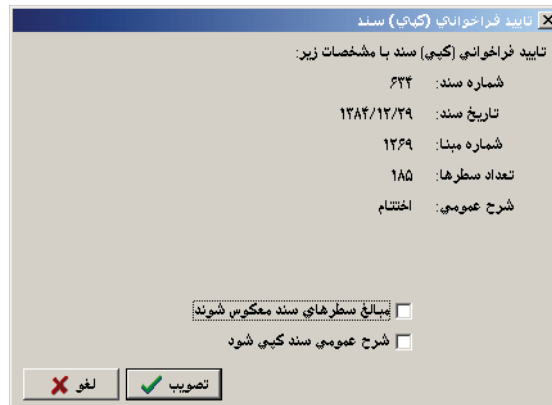 تاييد فراخواني (كپي) سند
تاييد فراخواني (كپي) سند با مشخصات زير:
شماره سند: ۶۳۴
تاريخ سند: ۱۳۸۴/۱۲/۲۹
شماره مبنا: ۱۲۶۹
تعداد سطرها: ۱۸۵
شرح عمومي: اختتام
مبالغ سطرهاي سند معكوس شوند
شرح عمومي سند كپي شود
تصويب لغو